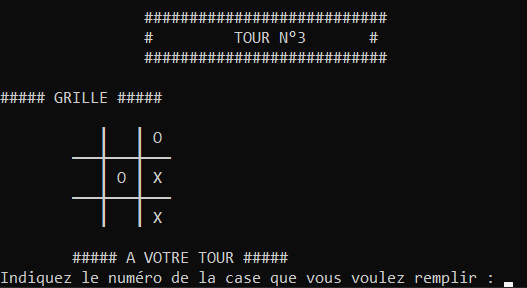 ###########################
# TOUR N°3 #
###########################
##### GRILLE #####
O
O X
X
##### A VOTRE TOUR #####
Indiquez le numéro de la case que vous voulez remplir :